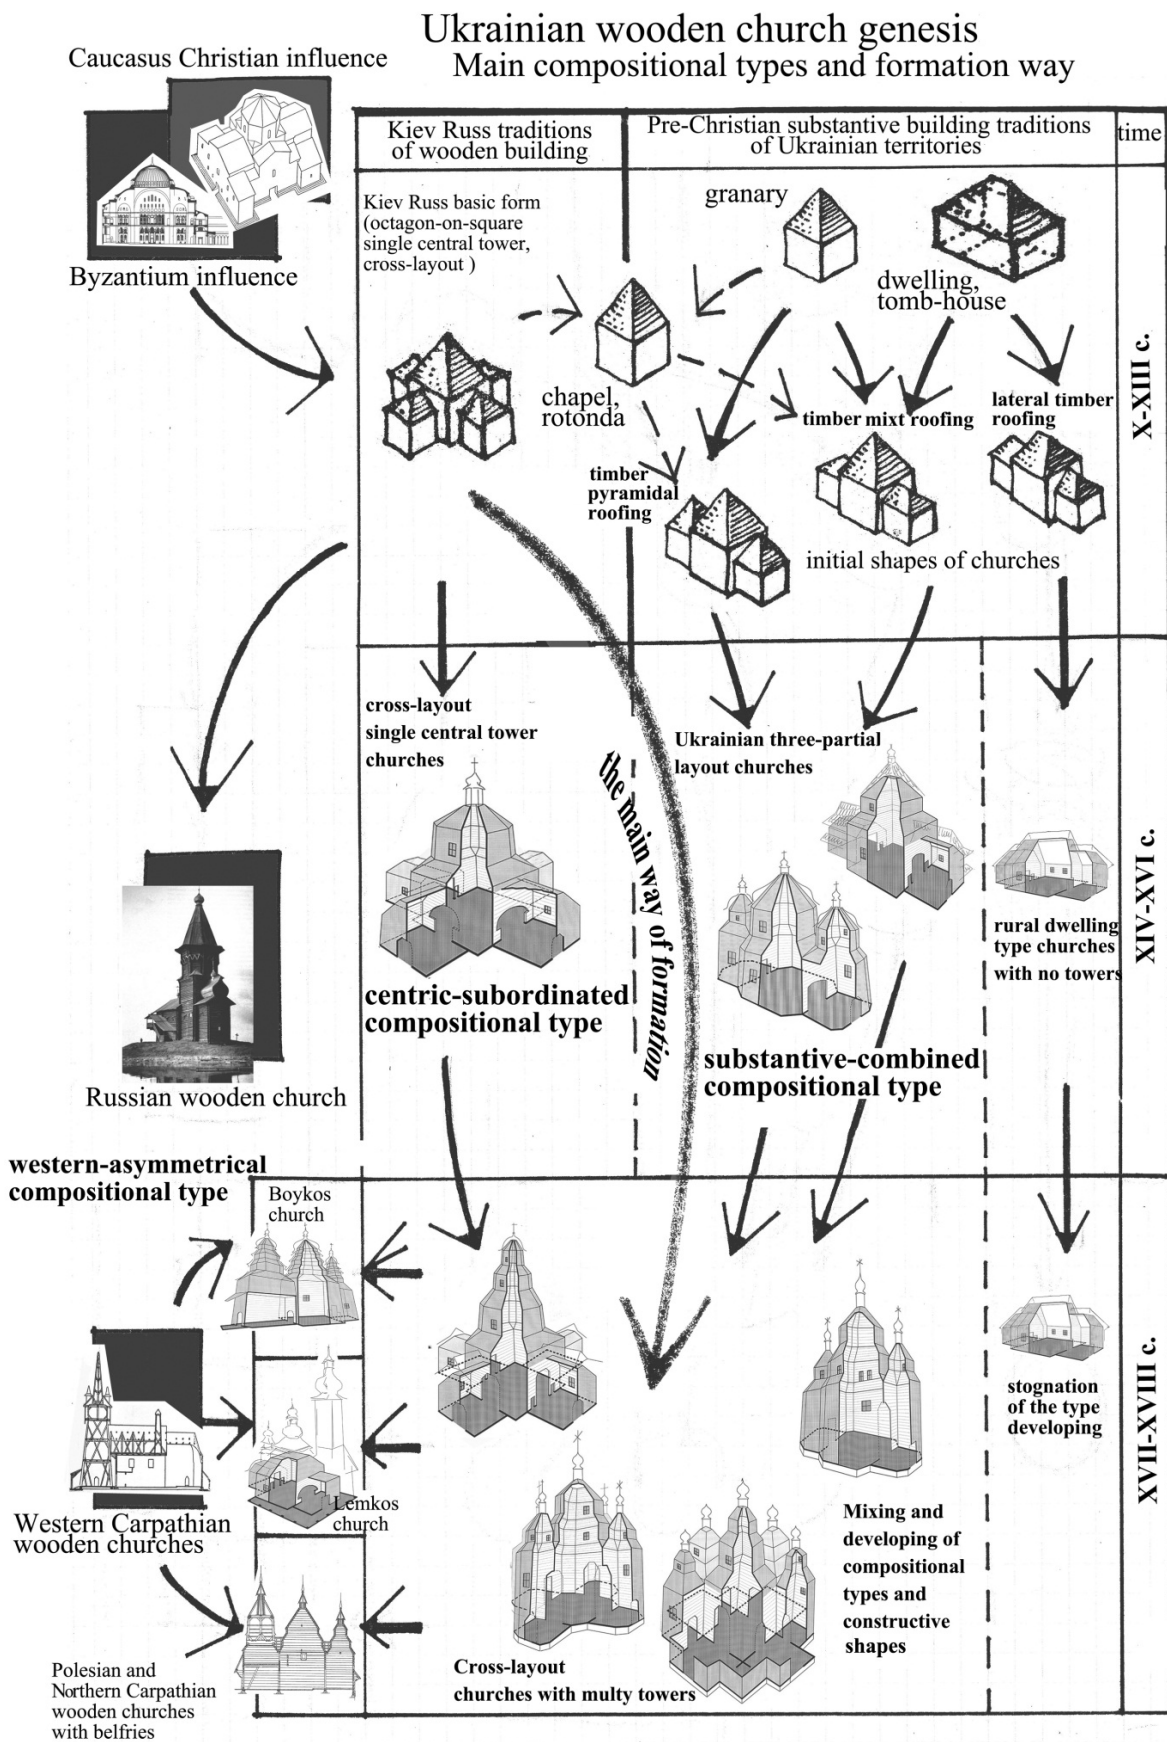 Ukrainian wooden church genesis
Main compositional types and formation way
Caucasus Christian influence
Byzantium influence
Kiev Russ traditions
of wooden building
Pre-Christian substantive building traditions
of Ukrainian territories
time
Kiev Russ basic form
(octagon-on-square
single central tower,
cross-layout )
granary
dwelling,
tomb-house
chapel,
rotonda
timber mixt roofing
lateral timber
roofing
timber
pyramidal
roofing
initial shapes of churches
X-XIII c.
cross-layout
single central tower
churches
Ukrainian three-partial
layout churches
the main way of formation
rural dwelling
type churches
with no towers
centric-subordinated
compositional type
substantive-combined
compositional type
XIV-XVI c.
Russian wooden church
western-asymmetrical
compositional type
Boykos
church
Lemkos
church
Western Carpathian
wooden churches
Polesian and
Northern Carpathian
wooden churches
with belfries
stognation
of the type
developing
Mixing and
developing of
compositional
types and
constructive
shapes
Cross-layout
churches with multy towers
XVII-XVIII c.